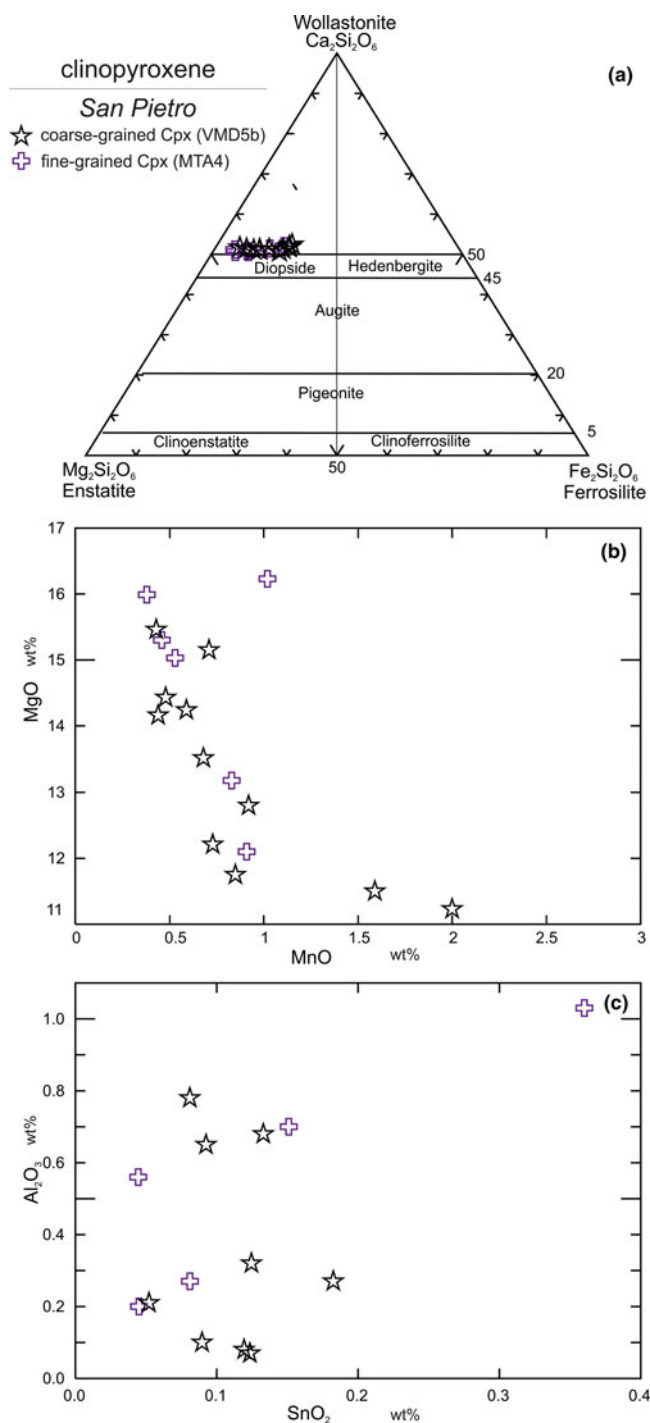 Wollastonite
Ca₂Si₂O₆
(a)
clinopyroxene
San Pietro
coarse-grained Cpx (VMD5b)
fine-grained Cpx (MTA4)
50
Diopside Hedenbergite
45
Augite
20
Pigeonite
5
Clinoenstatite Clinoferrosilite
Mg₂Si₂O₆ 50 Fe₂Si₂O₆
Enstatite Ferrosilite
17
(b)
16
15
14
13
12
11
MgO wt%
0 0.5 1 1.5 2 2.5 3
MnO wt%
(c)
1.0
0.8
0.6
0.4
0.2
0.0
Al₂O₃ wt%
0.0 0.1 0.2 0.3 0.4
SnO₂ wt%